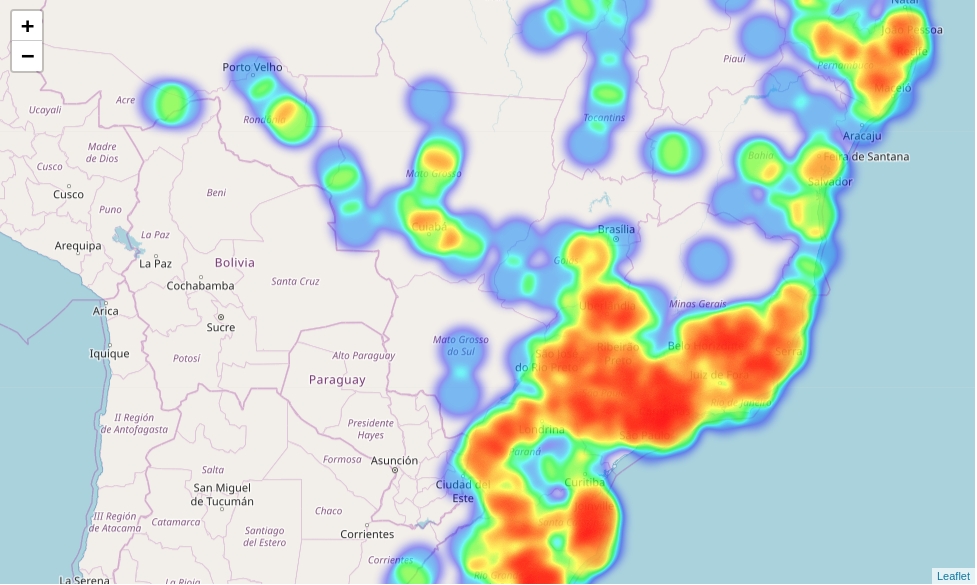 +
−
Natal
João Pessoa
Recife
Piauí
Pernambuco
Porto Velho
Maceió
Acre
Ucayali
Rondônia
Tocantins
Aracaju
Madre
de Dios
Bahia
Feira de Santana
Cusco
Mato Grosso
Salvador
Cusco
Beni
Puno
Cuiabá
Brasília
La Paz
Arequipa
La Paz
Bolivia
Santa Cruz
Cochabamba
Arica
Minas Gerais
Uberlândia
Sucre
Mato Grosso
do Sul
Belo Horizonte
Ribeirão
Preto
Serra
Iquique
Potosí
Alto Paraguay
São José
do Rio Preto
Juiz de Fora
Paraguay
Rio de Janeiro
II Región
de Antofagasta
Presidente
Hayes
Londrina
São Paulo
Paraná
Salta
Formosa
Asunción
Ciudad del
Este
Curitiba
San Miguel
de Tucumán
Chaco
III Región
de Atacama
Catamarca
Santiago
del Estero
Corrientes
Joinville
Corrientes
La Serena
La Rioja
Leaflet